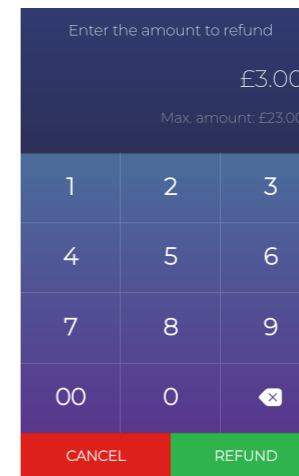 Enter the amount to refund
£3.00
Max. amount: £23.00
1 2 3
4 5 6
7 8 9
00 0
CANCEL REFUND